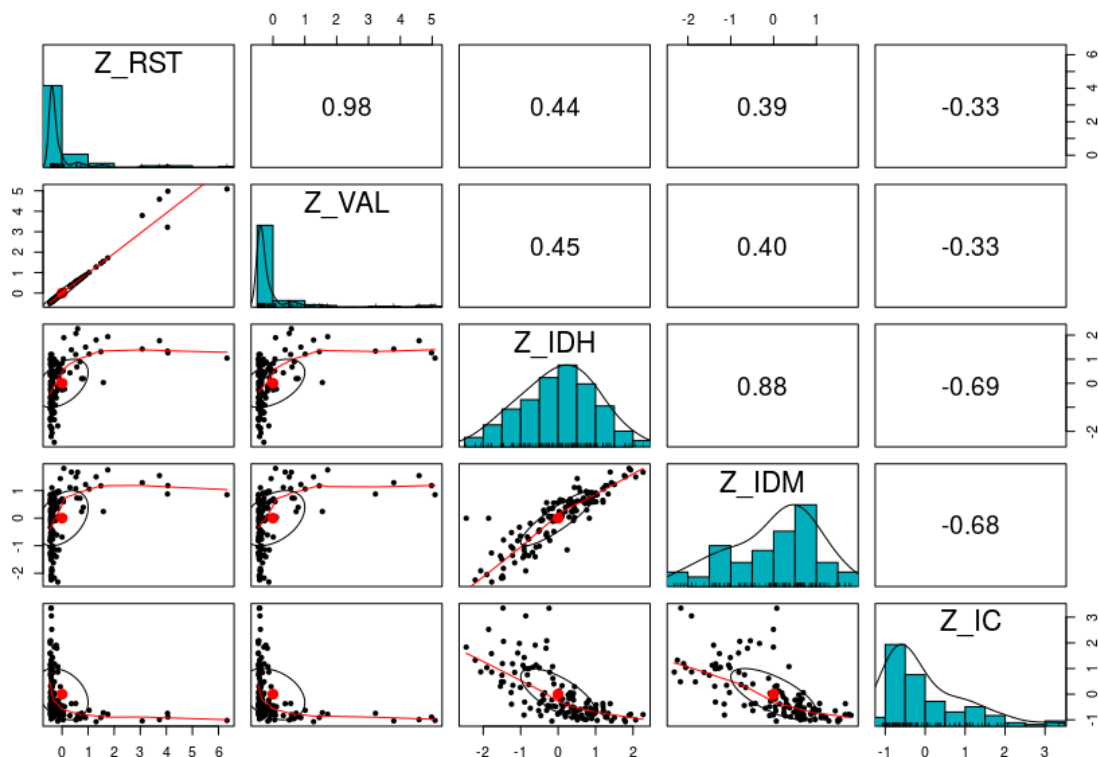 0 1 2 3 4 5
-2 -1 0 1
Z_RST
0.98
0.44
0.39
-0.33
0 2 4 6
0 1 2 3 4 5
Z_VAL
0.45
0.40
-0.33
Z_IDH
0.88
-0.69
-2 0 1 2
-2 -1 0 1
Z_IDM
-0.68
Z_IC
-1 0 1 2 3
0 1 2 3 4 5 6
-2 -1 0 1 2
-1 0 1 2 3